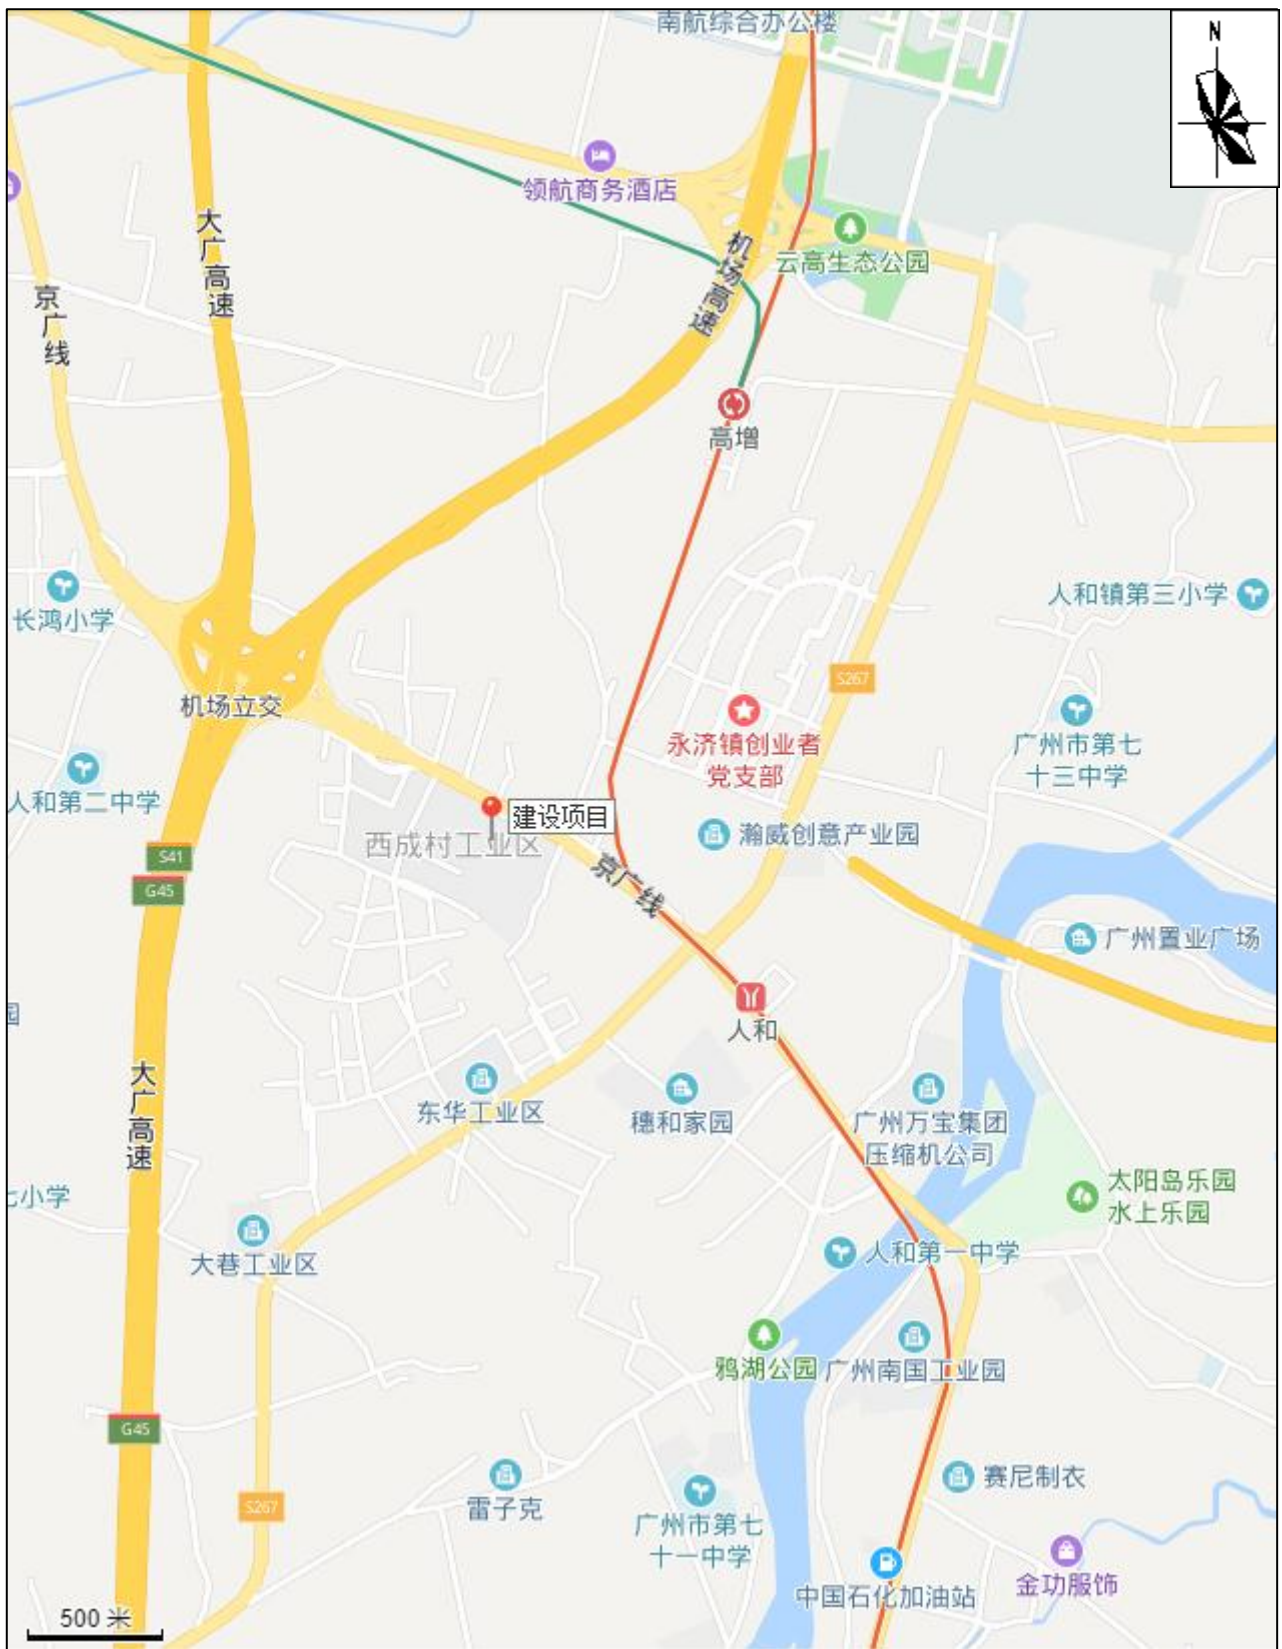 南航综合办公楼
N
领航商务酒店
大广高速
机场高速
云高生态公园
京广线
高增
长鸿小学
人和镇第三小学
S267
机场立交
永济镇创业者
党支部
广州市第七
十三中学
人和第二中学
建设项目
西成村工业区
瀚威创意产业园
S41
G45
京广线
广州置业广场
园
人和
大广高速
东华工业区
穗和家园
广州万宝集团
压缩机公司
太阳岛乐园
水上乐园
七小学
大巷工业区
人和第一中学
鸦湖公园
广州南国工业园
G45
雷子克
赛尼制衣
S267
广州市第七
十一中学
金功服饰
中国石化加油站
500 米